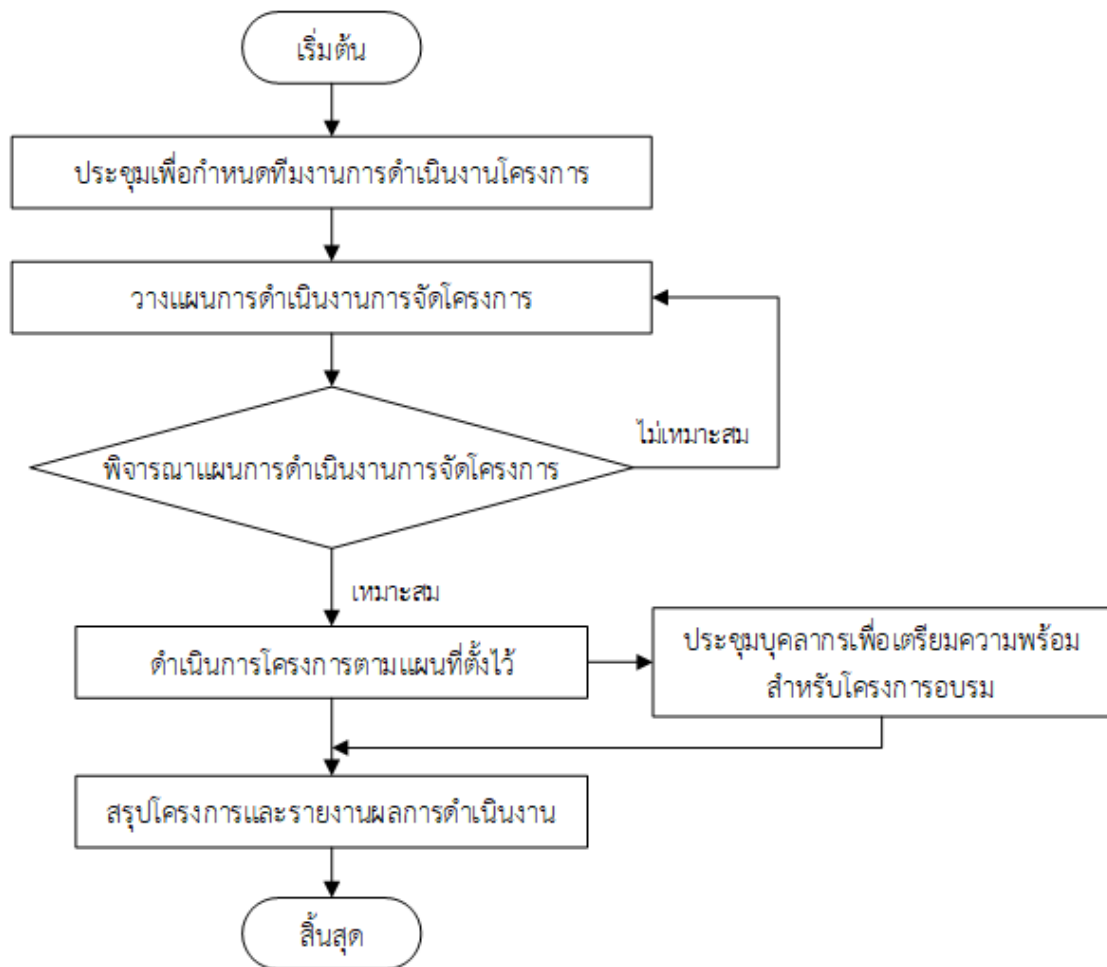 เริ่มต้น
ประชุมเพื่อกำหนดทีมงานการดำเนินงานโครงการ
วางแผนการดำเนินงานการจัดโครงการ
ไม่เหมาะสม
พิจารณาแผนการดำเนินงานการจัดโครงการ
เหมาะสม
ดำเนินการโครงการตามแผนที่ตั้งไว้
ประชุมบุคลากรเพื่อเตรียมความพร้อม
สำหรับโครงการอบรม
สรุปโครงการและรายงานผลการดำเนินงาน
สิ้นสุด